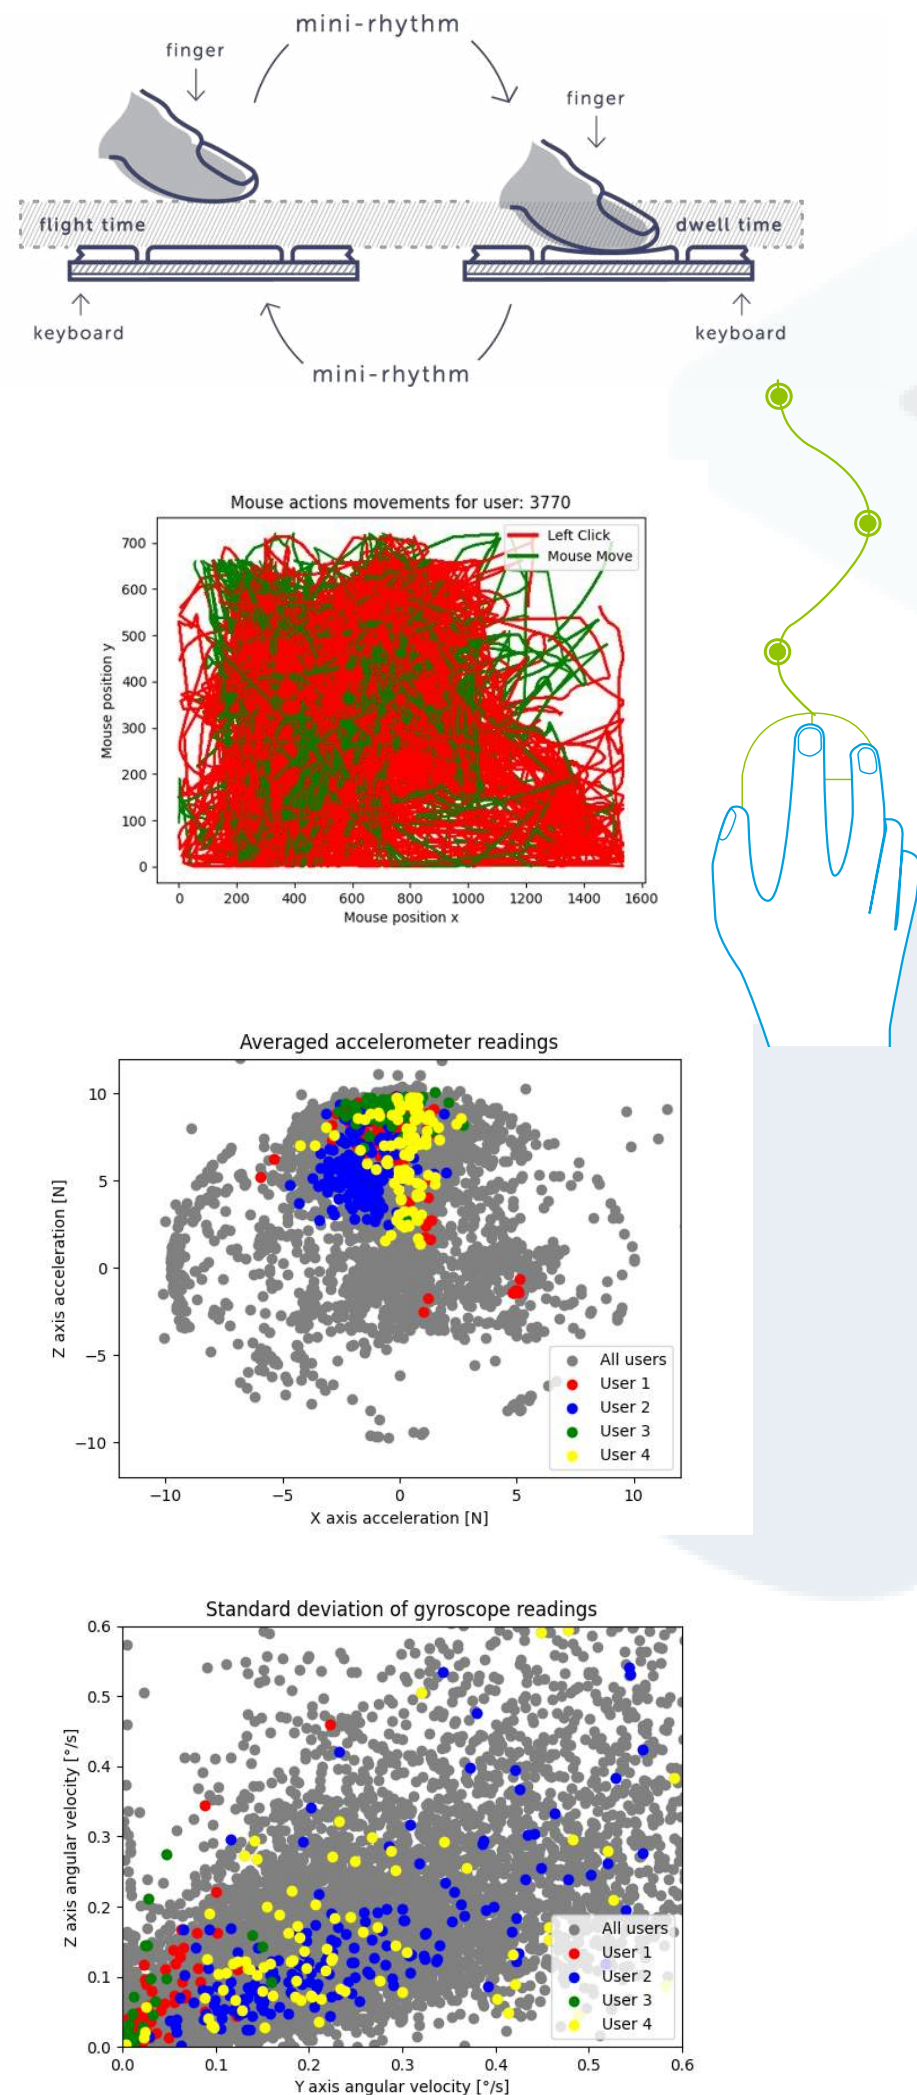 mini-rhythm
finger
finger
flight time
dwell time
keyboard
keyboard
mini-rhythm
Mouse actions movements for user: 3770
Left Click
Mouse Move
Mouse position y
700
600
500
400
300
200
100
0
0 200 400 600 800 1000 1200 1400 1600
Mouse position x
Averaged accelerometer readings
Z axis acceleration [N]
10
5
0
−5
−10
All users
User 1
User 2
User 3
User 4
−10 −5 0 5 10
X axis acceleration [N]
Standard deviation of gyroscope readings
Z axis angular velocity [°/s]
0.6
0.5
0.4
0.3
0.2
0.1
0.0
All users
User 1
User 2
User 3
User 4
0.0 0.1 0.2 0.3 0.4 0.5 0.6
Y axis angular velocity [°/s]